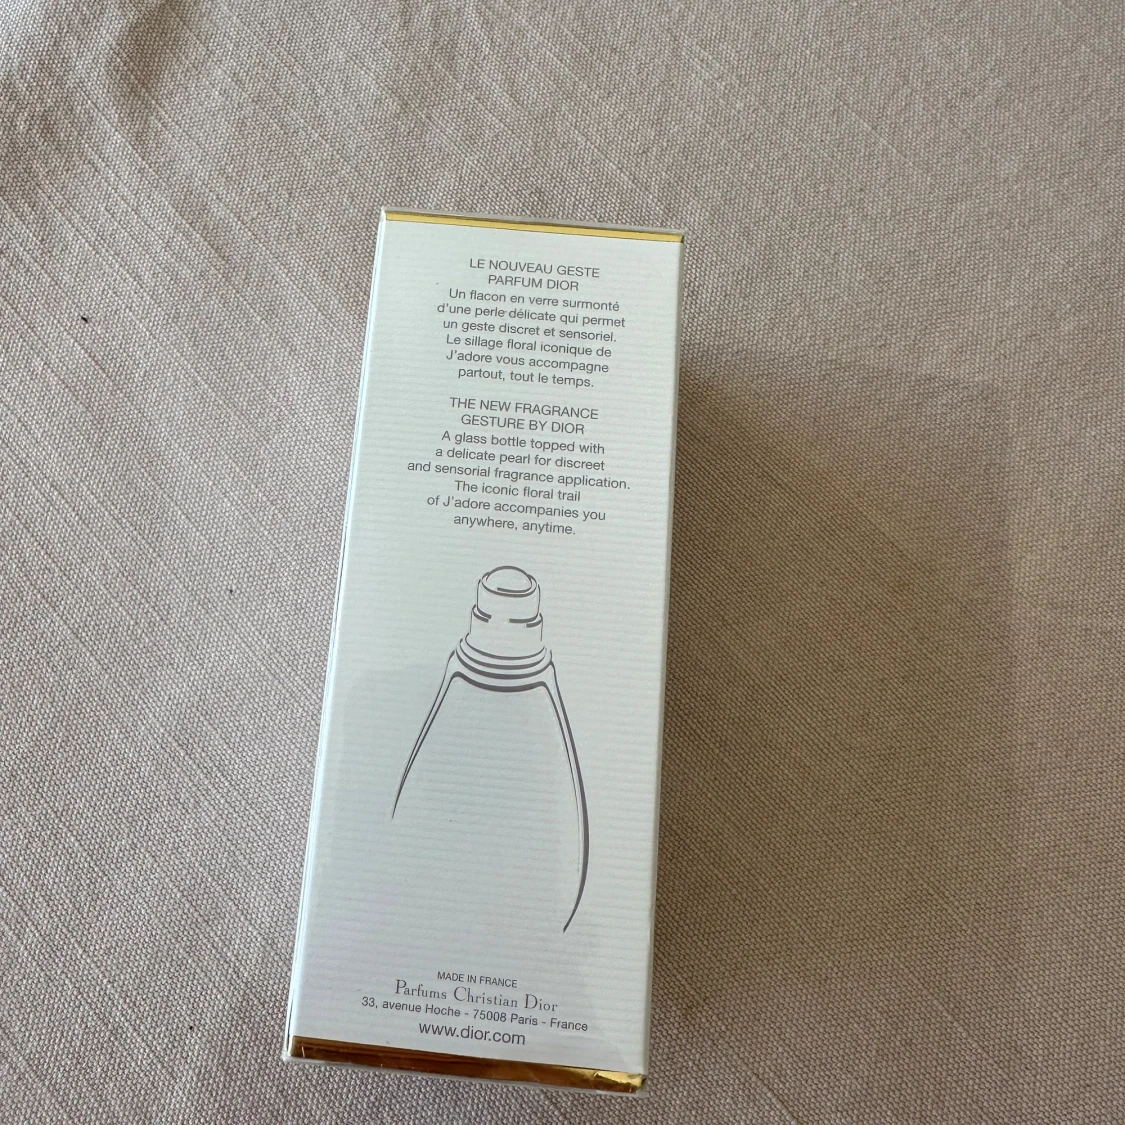 LE NOUVEAU GESTE
PARFUM DIOR
Un flacon en verre surmonté
d'une perle délicate qui permet
un geste discret et sensoriel.
Le sillage floral iconique de
J'adore vous accompagne
partout, tout le temps.
THE NEW FRAGRANCE
GESTURE BY DIOR
A glass bottle topped with
a delicate pearl for discreet
and sensorial fragrance application.
The iconic floral trail
of J'adore accompanies you
anywhere, anytime.
MADE IN FRANCE
Parfums Christian Dior
33, avenue Hoche - 75008 Paris - France
www.dior.com